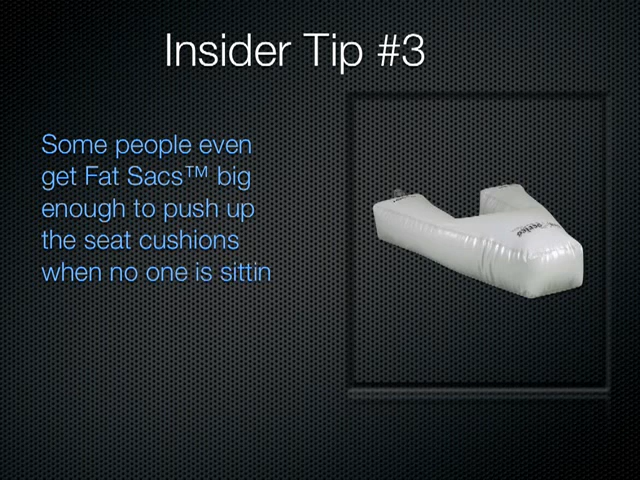 Insider Tip #3
Some people even
get Fat Sacs™ big
enough to push up
the seat cushions
when no one is sittin